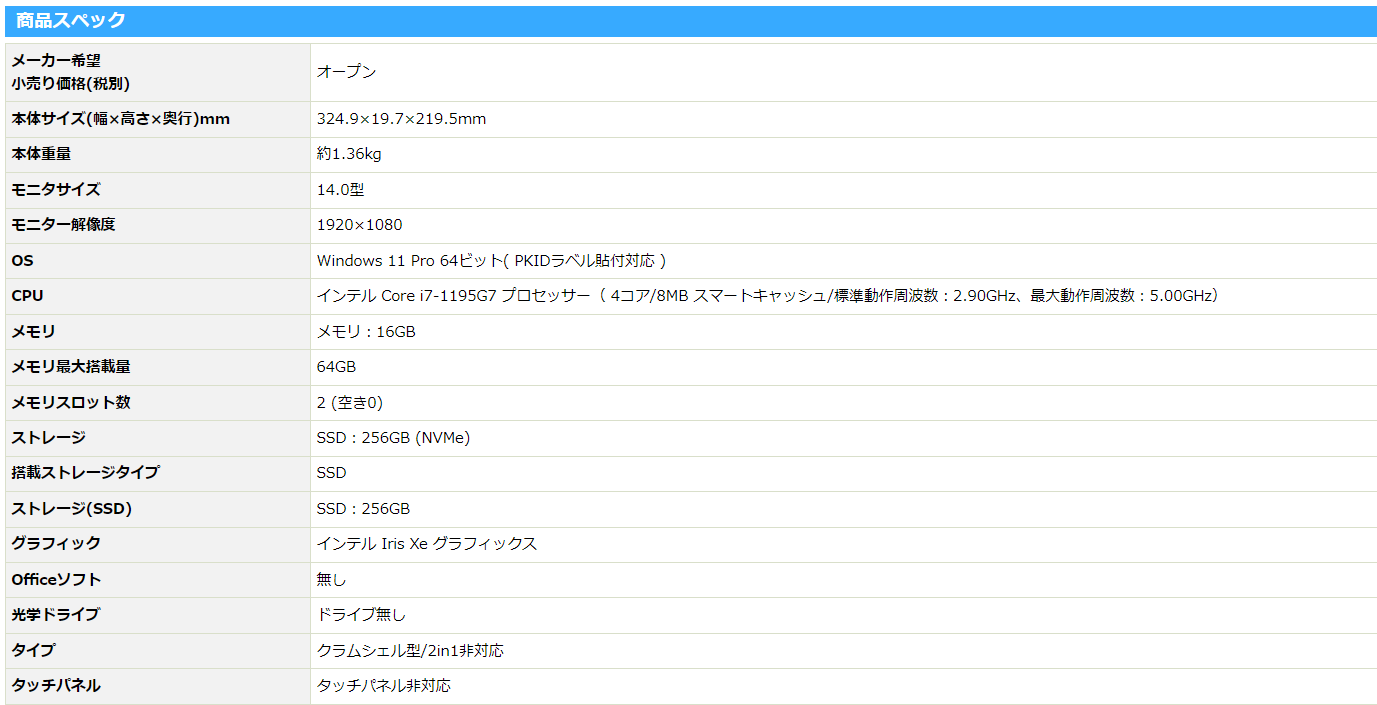 商品スペック
メーカー希望
小売り価格(税別)
オープン
本体サイズ(幅×高さ×奥行)mm
324.9×19.7×219.5mm
本体重量
約1.36kg
モニタサイズ
14.0型
モニター解像度
1920×1080
OS
Windows 11 Pro 64ビット( PKIDラベル貼付対応 )
CPU
インテル Core i7-1195G7 プロセッサー（ 4コア/8MB スマートキャッシュ/標準動作周波数：2.90GHz、最大動作周波数：5.00GHz）
メモリ
メモリ：16GB
メモリ最大搭載量
64GB
メモリスロット数
2 (空き0)
ストレージ
SSD：256GB (NVMe)
搭載ストレージタイプ
SSD
ストレージ(SSD)
SSD：256GB
グラフィック
インテル Iris Xe グラフィックス
Officeソフト
無し
光学ドライブ
ドライブ無し
タイプ
クラムシェル型/2in1非対応
タッチパネル
タッチパネル非対応